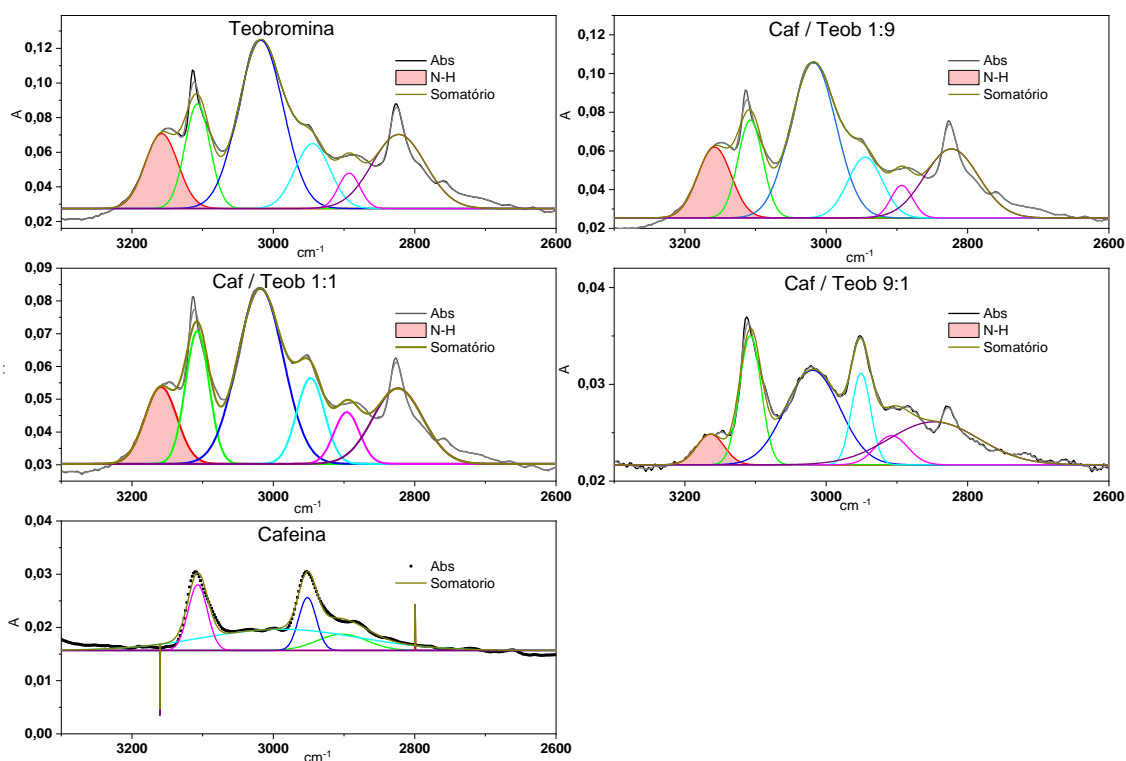 Teobromina
0,12
0,10
0,08
0,06
0,04
0,02
A
Abs
N-H
Somatório
3200
3000
2800
2600
cm-1
Caf / Teob 1:9
0,12
0,10
0,08
0,06
0,04
0,02
A
Abs
N-H
Somatório
3200
3000
2800
2600
cm-1
Caf / Teob 1:1
0,09
0,08
0,07
0,06
0,05
0,04
0,03
Abs
N-H
Somatório
3200
3000
2800
2600
cm-1
Caf / Teob 9:1
0,04
0,03
0,02
A
Abs
N-H
Somatório
3200
3000
2800
2600
cm -1
Cafeina
0,04
0,03
0,02
0,01
0,00
A
Abs
Somatorio
3200
3000
2800
2600
cm-1